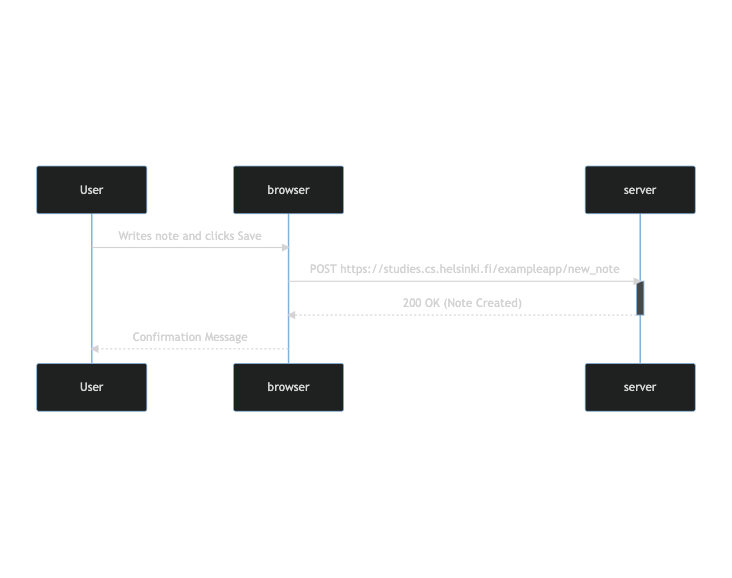 User
browser
server
Writes note and clicks Save
POST https://studies.cs.helsinki.fi/exampleapp/new_note
200 OK (Note Created)
Confirmation Message
User
browser
server